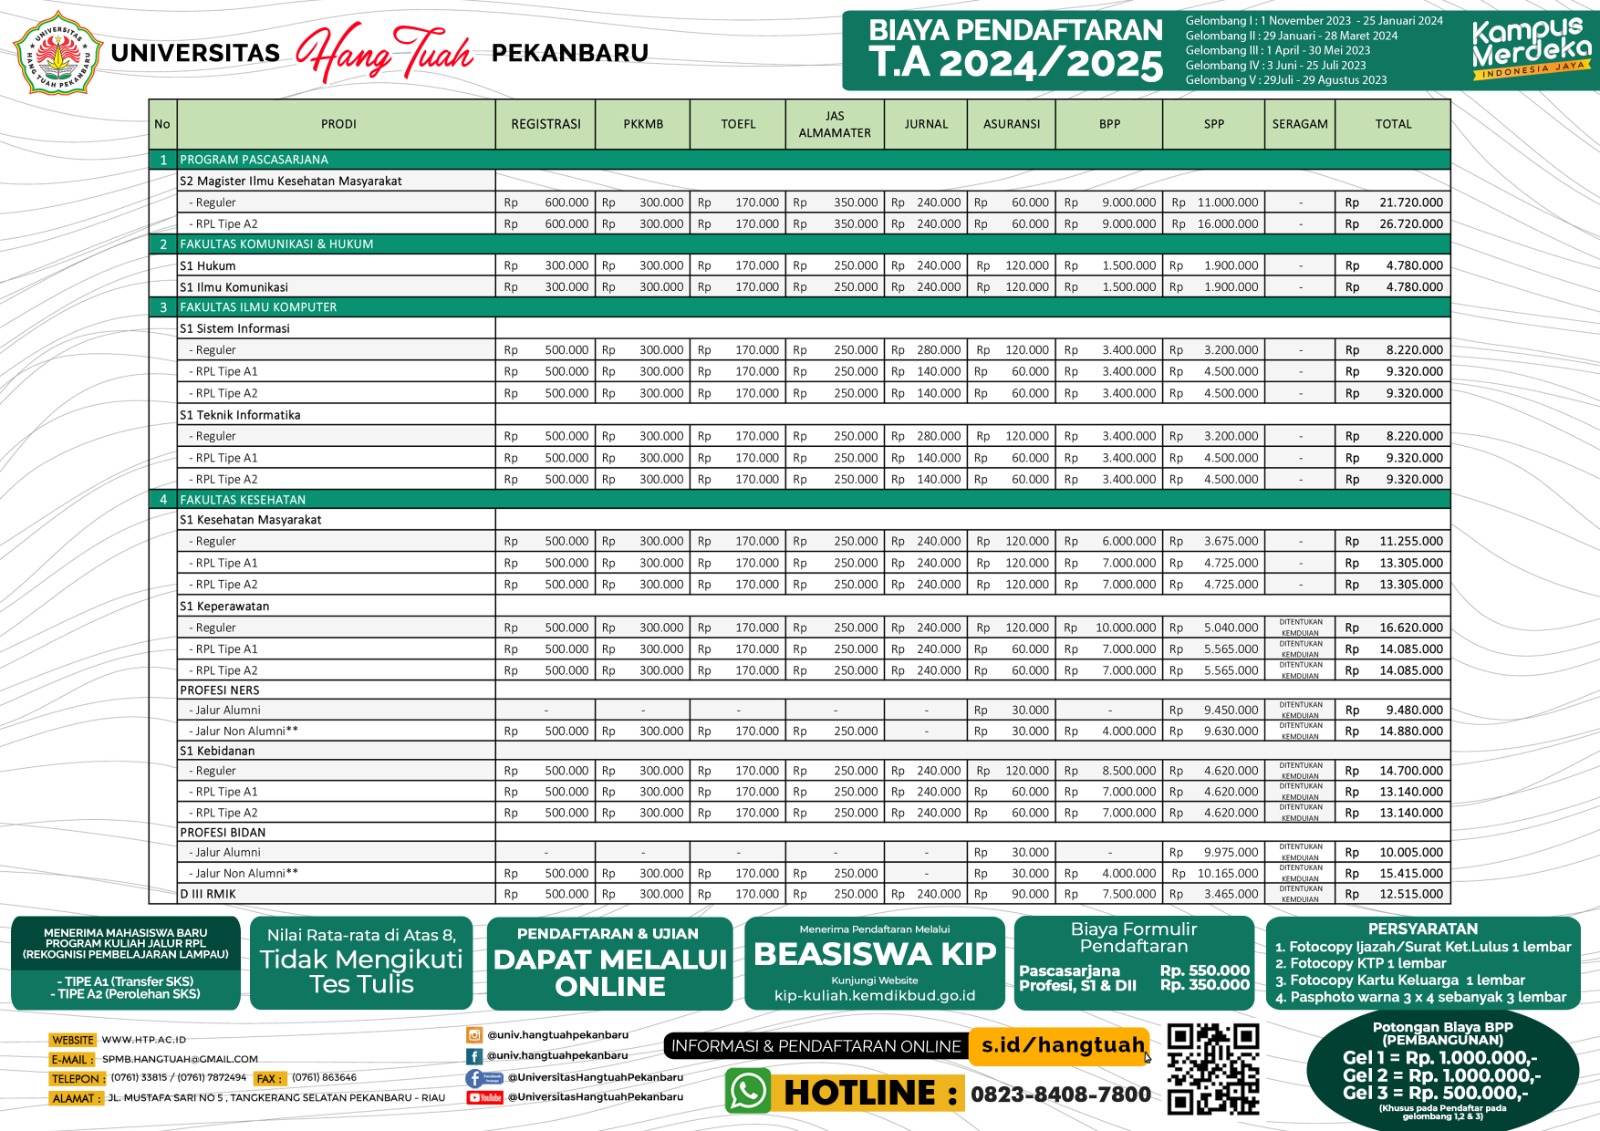 UNIVERSITAS Hang Tuah PEKANBARU
BIAYA PENDAFTARAN
T.A 2024/2025
Gelombang I : 1 November 2023 - 25 Januari 2024
Gelombang II : 29 Januari - 28 Maret 2024
Gelombang III : 1 April - 30 Mei 2023
Gelombang IV : 3 Juni - 25 Juli 2023
Gelombang V : 29Juli - 29 Agustus 2023
Kampus
Merdeka
INDONESIA JAYA
UNIVERSITAS
HANG TUAH PEKANBARU
No PRODI REGISTRASI PKKMB TOEFL JAS ALMAMATER JURNAL ASURANSI BPP SPP SERAGAM TOTAL
1 PROGRAM PASCASARJANA
S2 Magister Ilmu Kesehatan Masyarakat
- Reguler Rp 600.000 Rp 300.000 Rp 170.000 Rp 350.000 Rp 240.000 Rp 60.000 Rp 9.000.000 Rp 11.000.000 - Rp 21.720.000
- RPL Tipe A2 Rp 600.000 Rp 300.000 Rp 170.000 Rp 350.000 Rp 240.000 Rp 60.000 Rp 9.000.000 Rp 16.000.000 - Rp 26.720.000
2 FAKULTAS KOMUNIKASI & HUKUM
S1 Hukum Rp 300.000 Rp 300.000 Rp 170.000 Rp 250.000 Rp 240.000 Rp 120.000 Rp 1.500.000 Rp 1.900.000 - Rp 4.780.000
S1 Ilmu Komunikasi Rp 300.000 Rp 300.000 Rp 170.000 Rp 250.000 Rp 240.000 Rp 120.000 Rp 1.500.000 Rp 1.900.000 - Rp 4.780.000
3 FAKULTAS ILMU KOMPUTER
S1 Sistem Informasi
- Reguler Rp 500.000 Rp 300.000 Rp 170.000 Rp 250.000 Rp 280.000 Rp 120.000 Rp 3.400.000 Rp 3.200.000 - Rp 8.220.000
- RPL Tipe A1 Rp 500.000 Rp 300.000 Rp 170.000 Rp 250.000 Rp 140.000 Rp 60.000 Rp 3.400.000 Rp 4.500.000 - Rp 9.320.000
- RPL Tipe A2 Rp 500.000 Rp 300.000 Rp 170.000 Rp 250.000 Rp 140.000 Rp 60.000 Rp 3.400.000 Rp 4.500.000 - Rp 9.320.000
S1 Teknik Informatika
- Reguler Rp 500.000 Rp 300.000 Rp 170.000 Rp 250.000 Rp 280.000 Rp 120.000 Rp 3.400.000 Rp 3.200.000 - Rp 8.220.000
- RPL Tipe A1 Rp 500.000 Rp 300.000 Rp 170.000 Rp 250.000 Rp 140.000 Rp 60.000 Rp 3.400.000 Rp 4.500.000 - Rp 9.320.000
- RPL Tipe A2 Rp 500.000 Rp 300.000 Rp 170.000 Rp 250.000 Rp 140.000 Rp 60.000 Rp 3.400.000 Rp 4.500.000 - Rp 9.320.000
4 FAKULTAS KESEHATAN
S1 Kesehatan Masyarakat
- Reguler Rp 500.000 Rp 300.000 Rp 170.000 Rp 250.000 Rp 240.000 Rp 120.000 Rp 6.000.000 Rp 3.675.000 - Rp 11.255.000
- RPL Tipe A1 Rp 500.000 Rp 300.000 Rp 170.000 Rp 250.000 Rp 240.000 Rp 120.000 Rp 7.000.000 Rp 4.725.000 - Rp 13.305.000
- RPL Tipe A2 Rp 500.000 Rp 300.000 Rp 170.000 Rp 250.000 Rp 240.000 Rp 120.000 Rp 7.000.000 Rp 4.725.000 - Rp 13.305.000
S1 Keperawatan
- Reguler Rp 500.000 Rp 300.000 Rp 170.000 Rp 250.000 Rp 240.000 Rp 120.000 Rp 10.000.000 Rp 5.040.000 DITENTUKAN KEMDUIAN Rp 16.620.000
- RPL Tipe A1 Rp 500.000 Rp 300.000 Rp 170.000 Rp 250.000 Rp 240.000 Rp 60.000 Rp 7.000.000 Rp 5.565.000 DITENTUKAN KEMDUIAN Rp 14.085.000
- RPL Tipe A2 Rp 500.000 Rp 300.000 Rp 170.000 Rp 250.000 Rp 240.000 Rp 60.000 Rp 7.000.000 Rp 5.565.000 DITENTUKAN KEMDUIAN Rp 14.085.000
PROFESI NERS
- Jalur Alumni - - - - - Rp 30.000 - Rp 9.450.000 DITENTUKAN KEMDUIAN Rp 9.480.000
- Jalur Non Alumni** Rp 500.000 Rp 300.000 Rp 170.000 Rp 250.000 - Rp 30.000 Rp 4.000.000 Rp 9.630.000 DITENTUKAN KEMDUIAN Rp 14.880.000
S1 Kebidanan
- Reguler Rp 500.000 Rp 300.000 Rp 170.000 Rp 250.000 Rp 240.000 Rp 120.000 Rp 8.500.000 Rp 4.620.000 DITENTUKAN KEMDUIAN Rp 14.700.000
- RPL Tipe A1 Rp 500.000 Rp 300.000 Rp 170.000 Rp 250.000 Rp 240.000 Rp 60.000 Rp 7.000.000 Rp 4.620.000 DITENTUKAN KEMDUIAN Rp 13.140.000
- RPL Tipe A2 Rp 500.000 Rp 300.000 Rp 170.000 Rp 250.000 Rp 240.000 Rp 60.000 Rp 7.000.000 Rp 4.620.000 DITENTUKAN KEMDUIAN Rp 13.140.000
PROFESI BIDAN
- Jalur Alumni - - - - - Rp 30.000 - Rp 9.975.000 DITENTUKAN KEMDUIAN Rp 10.005.000
- Jalur Non Alumni** Rp 500.000 Rp 300.000 Rp 170.000 Rp 250.000 - Rp 30.000 Rp 4.000.000 Rp 10.165.000 DITENTUKAN KEMDUIAN Rp 15.415.000
D III RMIK Rp 500.000 Rp 300.000 Rp 170.000 Rp 250.000 Rp 240.000 Rp 90.000 Rp 7.500.000 Rp 3.465.000 DITENTUKAN KEMDUIAN Rp 12.515.000
MENERIMA MAHASISWA BARU
PROGRAM KULIAH JALUR RPL
(REKOGNISI PEMBELAJARAN LAMPAU)
- TIPE A1 (Transfer SKS)
- TIPE A2 (Perolehan SKS)
Nilai Rata-rata di Atas 8,
Tidak Mengikuti
Tes Tulis
PENDAFTARAN & UJIAN
DAPAT MELALUI
ONLINE
Menerima Pendaftaran Melalui
BEASISWA KIP
Kunjungi Website
kip-kuliah.kemdikbud.go.id
Biaya Formulir
Pendaftaran
Pascasarjana Rp. 550.000
Profesi, S1 & DII Rp. 350.000
PERSYARATAN
1. Fotocopy Ijazah/Surat Ket.Lulus 1 lembar
2. Fotocopy KTP 1 lembar
3. Fotocopy Kartu Keluarga 1 lembar
4. Pasphoto warna 3 x 4 sebanyak 3 lembar
WEBSITE WWW.HTP.AC.ID
E-MAIL : SPMB.HANGTUAH@GMAIL.COM
TELEPON : (0761) 33815 / (0761) 7872494 FAX : (0761) 863646
ALAMAT : JL. MUSTAFA SARI NO 5 , TANGKERANG SELATAN PEKANBARU - RIAU
@univ.hangtuahpekanbaru
@univ.hangtuahpekanbaru
@UniversitasHangtuahPekanbaru
YouTube @UniversitasHangtuahPekanbaru
INFORMASI & PENDAFTARAN ONLINE s.id/hangtuah
HOTLINE : 0823-8408-7800
Potongan Biaya BPP
(PEMBANGUNAN)
Gel 1 = Rp. 1.000.000,-
Gel 2 = Rp. 1.000.000,-
Gel 3 = Rp. 500.000,-
(Khusus pada Pendaftar pada
gelombang 1,2 & 3)